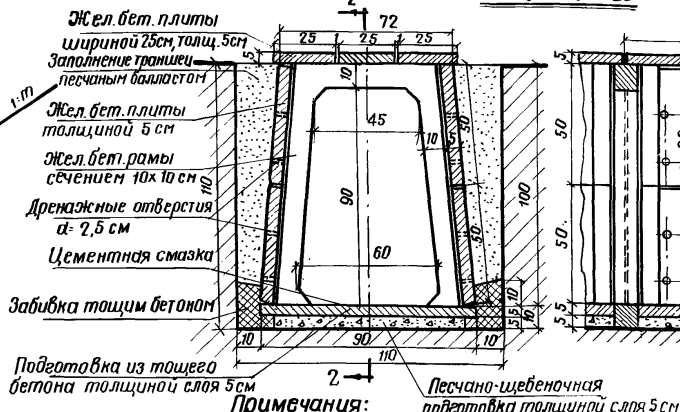 Жел. бет. плиты
шириной 25см, толщ. 5см
Заполнение траншеи
песчаным балластом
1:m
Жел. бет. плиты
толщиной 5 см
Жел. бет. рамы
сечением 10х10 см
Дренажные отверстия
d= 2,5 см
Цементная смазка
Забивка тощим бетоном
Подготовка из тощего
бетона толщиной слоя 5см
Песчано-щебеночная
подготовка толщиной слоя 5см
Примечания:
2
72
25 1 25 1 25
5
10
45
10 5
50
110
90
100
60
50
10
5 5 10
10 90 10
110
2
5
50
50
5 5